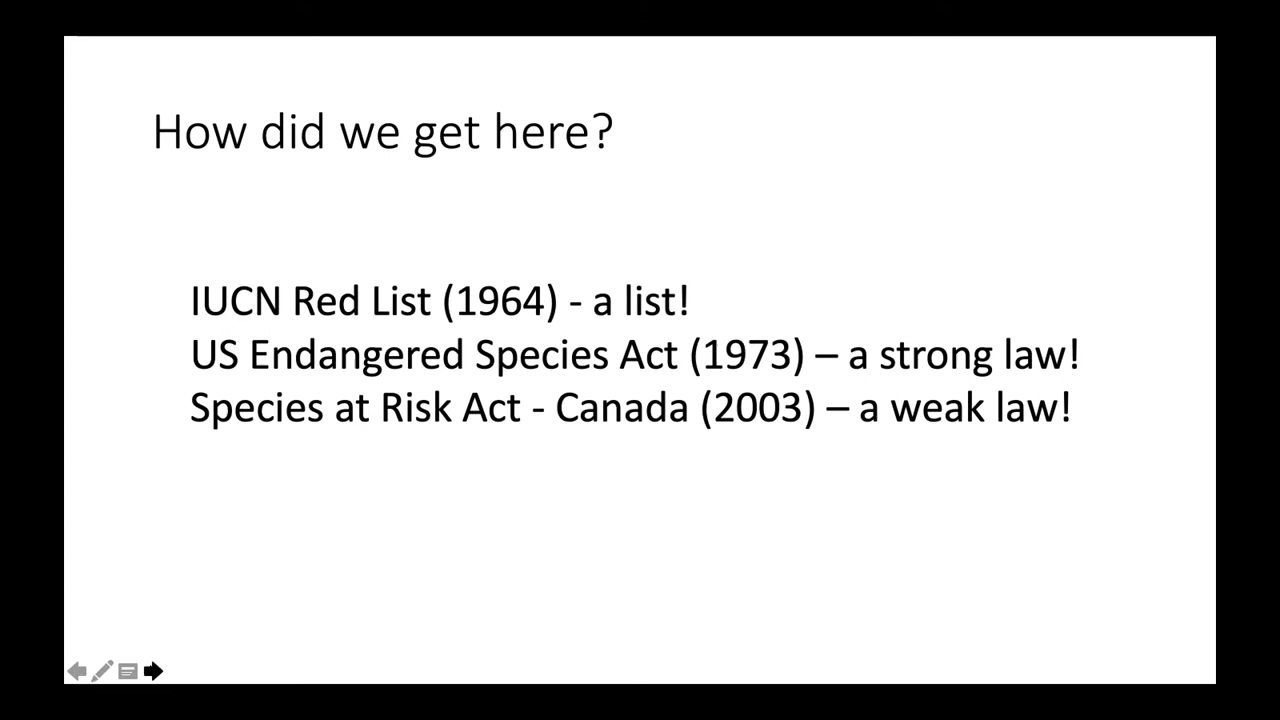 How did we get here?
IUCN Red List (1964) - a list!
US Endangered Species Act (1973) – a strong law!
Species at Risk Act - Canada (2003) – a weak law!